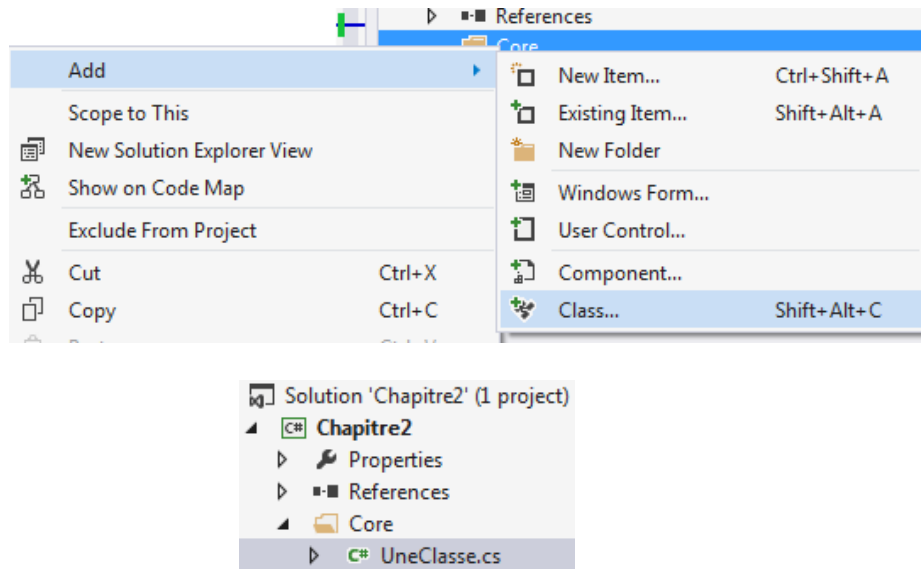 References
Core
Add
New Item... Ctrl+Shift+A
Scope to This
Existing Item... Shift+Alt+A
New Solution Explorer View
New Folder
Show on Code Map
Windows Form...
Exclude From Project
User Control...
Cut Ctrl+X
Component...
Copy Ctrl+C
Class... Shift+Alt+C
Solution 'Chapitre2' (1 project)
C# Chapitre2
Properties
References
Core
C# UneClasse.cs